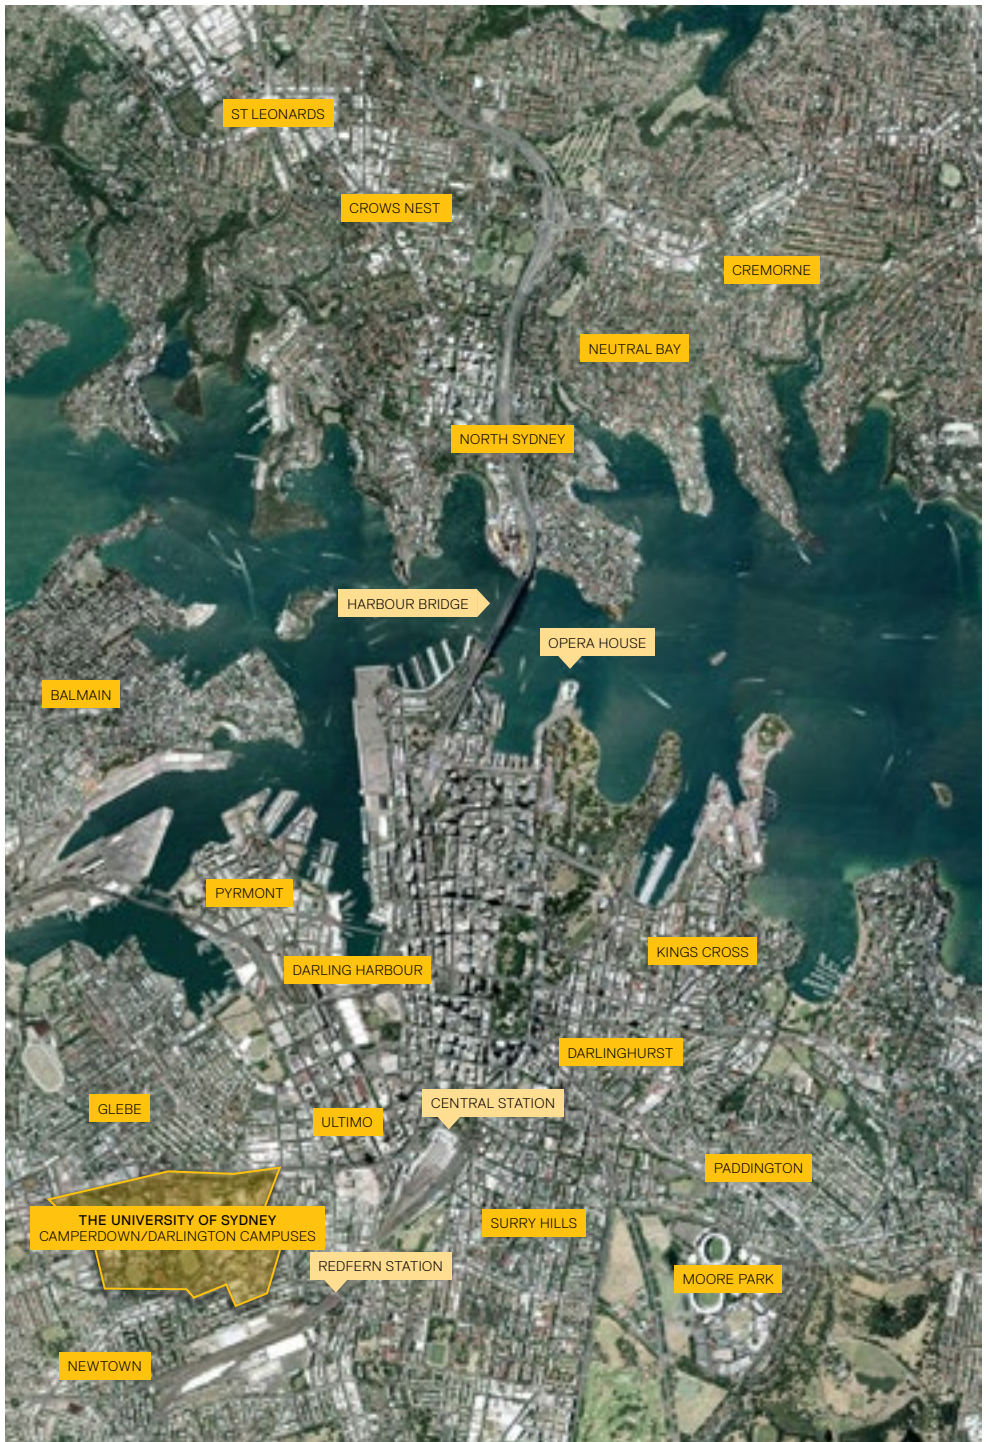 ST LEONARDS
CROWS NEST
CREMORNE
NEUTRAL BAY
NORTH SYDNEY
HARBOUR BRIDGE
OPERA HOUSE
BALMAIN
PYRMONT
KINGS CROSS
DARLING HARBOUR
DARLINGHURST
CENTRAL STATION
GLEBE
ULTIMO
PADDINGTON
THE UNIVERSITY OF SYDNEY
CAMPERDOWN/DARLINGTON CAMPUSES
SURRY HILLS
REDFERN STATION
MOORE PARK
NEWTOWN